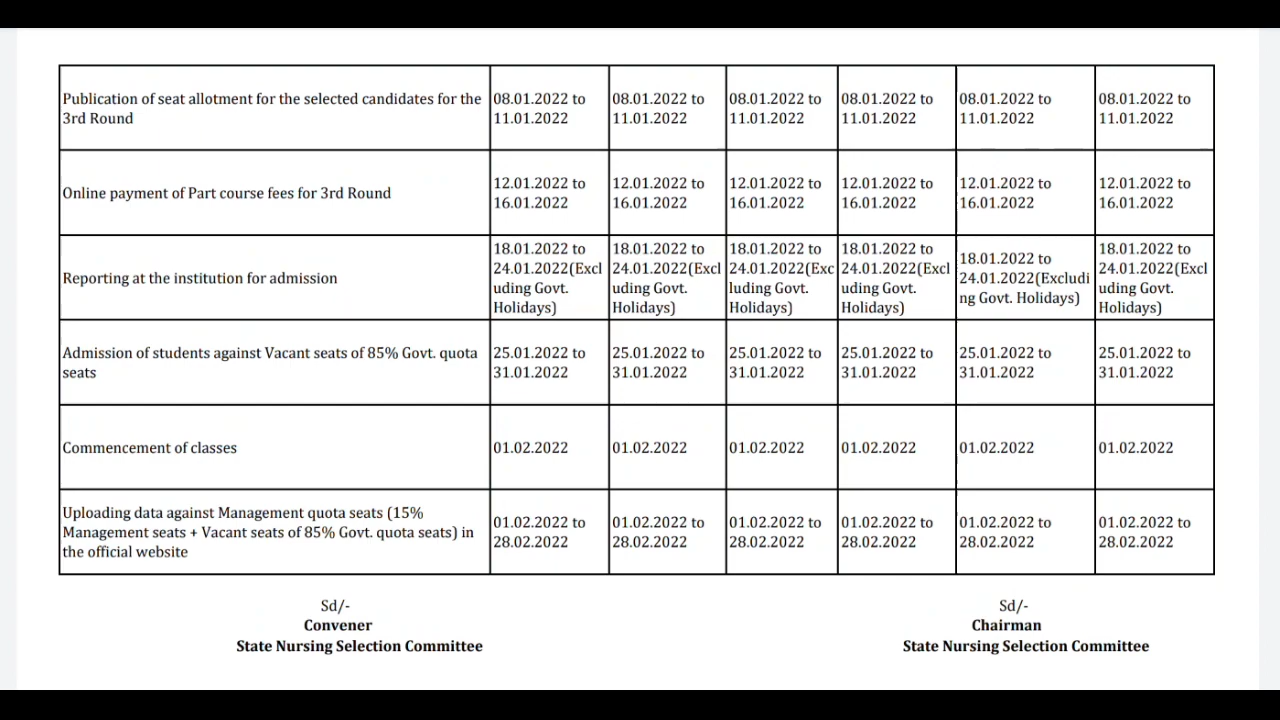 Publication of seat allotment for the selected candidates for the 3rd Round | 08.01.2022 to 11.01.2022 | 08.01.2022 to 11.01.2022 | 08.01.2022 to 11.01.2022 | 08.01.2022 to 11.01.2022 | 08.01.2022 to 11.01.2022 | 08.01.2022 to 11.01.2022
Online payment of Part course fees for 3rd Round | 12.01.2022 to 16.01.2022 | 12.01.2022 to 16.01.2022 | 12.01.2022 to 16.01.2022 | 12.01.2022 to 16.01.2022 | 12.01.2022 to 16.01.2022 | 12.01.2022 to 16.01.2022
Reporting at the institution for admission | 18.01.2022 to 24.01.2022(Excluding Govt. Holidays) | 18.01.2022 to 24.01.2022(Excluding Govt. Holidays) | 18.01.2022 to 24.01.2022(Excluding Govt. Holidays) | 18.01.2022 to 24.01.2022(Excluding Govt. Holidays) | 18.01.2022 to 24.01.2022(Excluding Govt. Holidays) | 18.01.2022 to 24.01.2022(Excluding Govt. Holidays)
Admission of students against Vacant seats of 85% Govt. quota seats | 25.01.2022 to 31.01.2022 | 25.01.2022 to 31.01.2022 | 25.01.2022 to 31.01.2022 | 25.01.2022 to 31.01.2022 | 25.01.2022 to 31.01.2022 | 25.01.2022 to 31.01.2022
Commencement of classes | 01.02.2022 | 01.02.2022 | 01.02.2022 | 01.02.2022 | 01.02.2022 | 01.02.2022
Uploading data against Management quota seats (15% Management seats + Vacant seats of 85% Govt. quota seats) in the official website | 01.02.2022 to 28.02.2022 | 01.02.2022 to 28.02.2022 | 01.02.2022 to 28.02.2022 | 01.02.2022 to 28.02.2022 | 01.02.2022 to 28.02.2022 | 01.02.2022 to 28.02.2022
Sd/-
Convener
State Nursing Selection Committee
Sd/-
Chairman
State Nursing Selection Committee